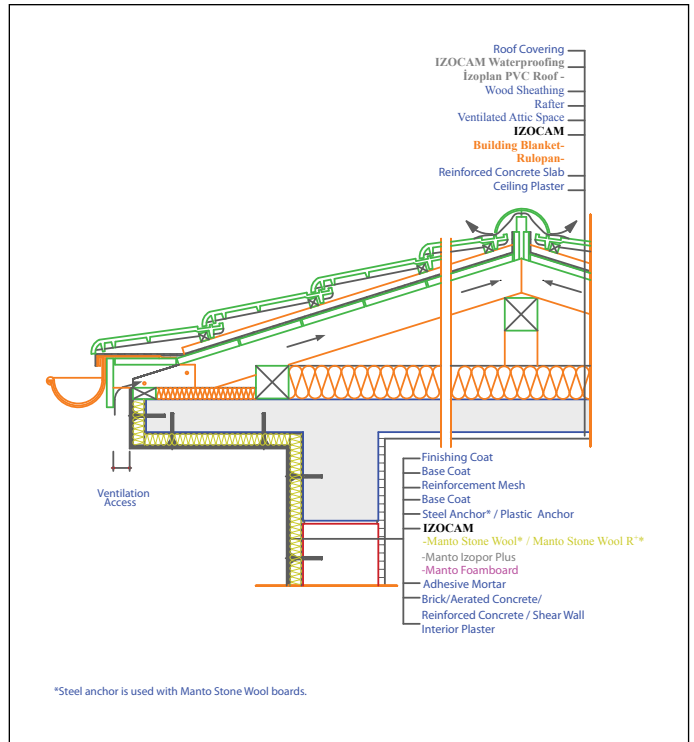 Roof Covering
IZOCAM Waterproofing
İzoplan PVC Roof -
Wood Sheathing
Rafter
Ventilated Attic Space
IZOCAM
Building Blanket-
Rulopan-
Reinforced Concrete Slab
Ceiling Plaster
Ventilation
Access
Finishing Coat
Base Coat
Reinforcement Mesh
Base Coat
Steel Anchor* / Plastic Anchor
IZOCAM
-Manto Stone Wool* / Manto Stone Wool R+*
-Manto Izopor Plus
-Manto Foamboard
Adhesive Mortar
Brick/Aerated Concrete/
Reinforced Concrete / Shear Wall
Interior Plaster
*Steel anchor is used with Manto Stone Wool boards.